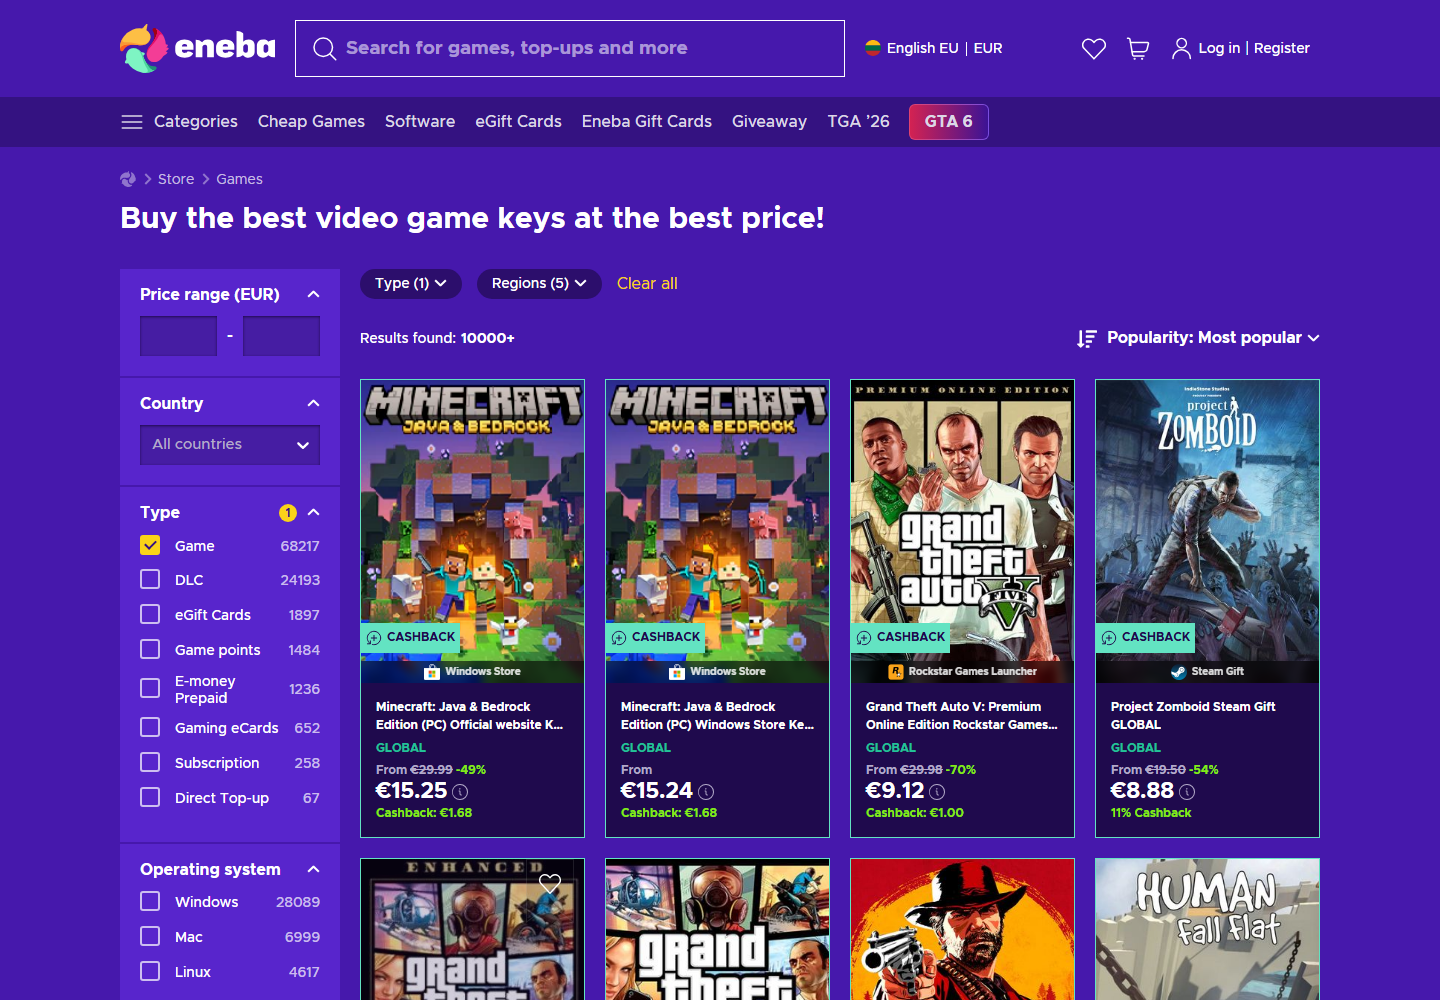 eneba
Search for games, top-ups and more
English EU | EUR
Log in | Register
Categories
Cheap Games
Software
eGift Cards
Eneba Gift Cards
Giveaway
TGA ’26
GTA 6
Store
Games
Buy the best video game keys at the best price!
Price range (EUR)
-
Country
All countries
Type 1
Game 68217
DLC 24193
eGift Cards 1897
Game points 1484
E-money
Prepaid 1236
Gaming eCards 652
Subscription 258
Direct Top-up 67
Operating system
Windows 28089
Mac 6999
Linux 4617
Type (1)
Regions (5)
Clear all
Results found: 10000+
Popularity: Most popular
MINECRAFT
JAVA & BEDROCK
CASHBACK
Windows Store
Minecraft: Java & Bedrock
Edition (PC) Official website K...
GLOBAL
From €29.99 -49%
€15.25
Cashback: €1.68
MINECRAFT
JAVA & BEDROCK
CASHBACK
Windows Store
Minecraft: Java & Bedrock
Edition (PC) Windows Store Ke...
GLOBAL
From
€15.24
Cashback: €1.68
PREMIUM ONLINE EDITION
grand
theft
auto
FIVE
V
CASHBACK
Rockstar Games Launcher
Grand Theft Auto V: Premium
Online Edition Rockstar Games...
GLOBAL
From €29.98 -70%
€9.12
Cashback: €1.00
IndieStone Studios
project
ZOMBOID
CASHBACK
Steam Gift
Project Zomboid Steam Gift
GLOBAL
GLOBAL
From €19.50 -54%
€8.88
11% Cashback
ENHANCED
grand
theft
grand
theft
HUMAN
fall flat